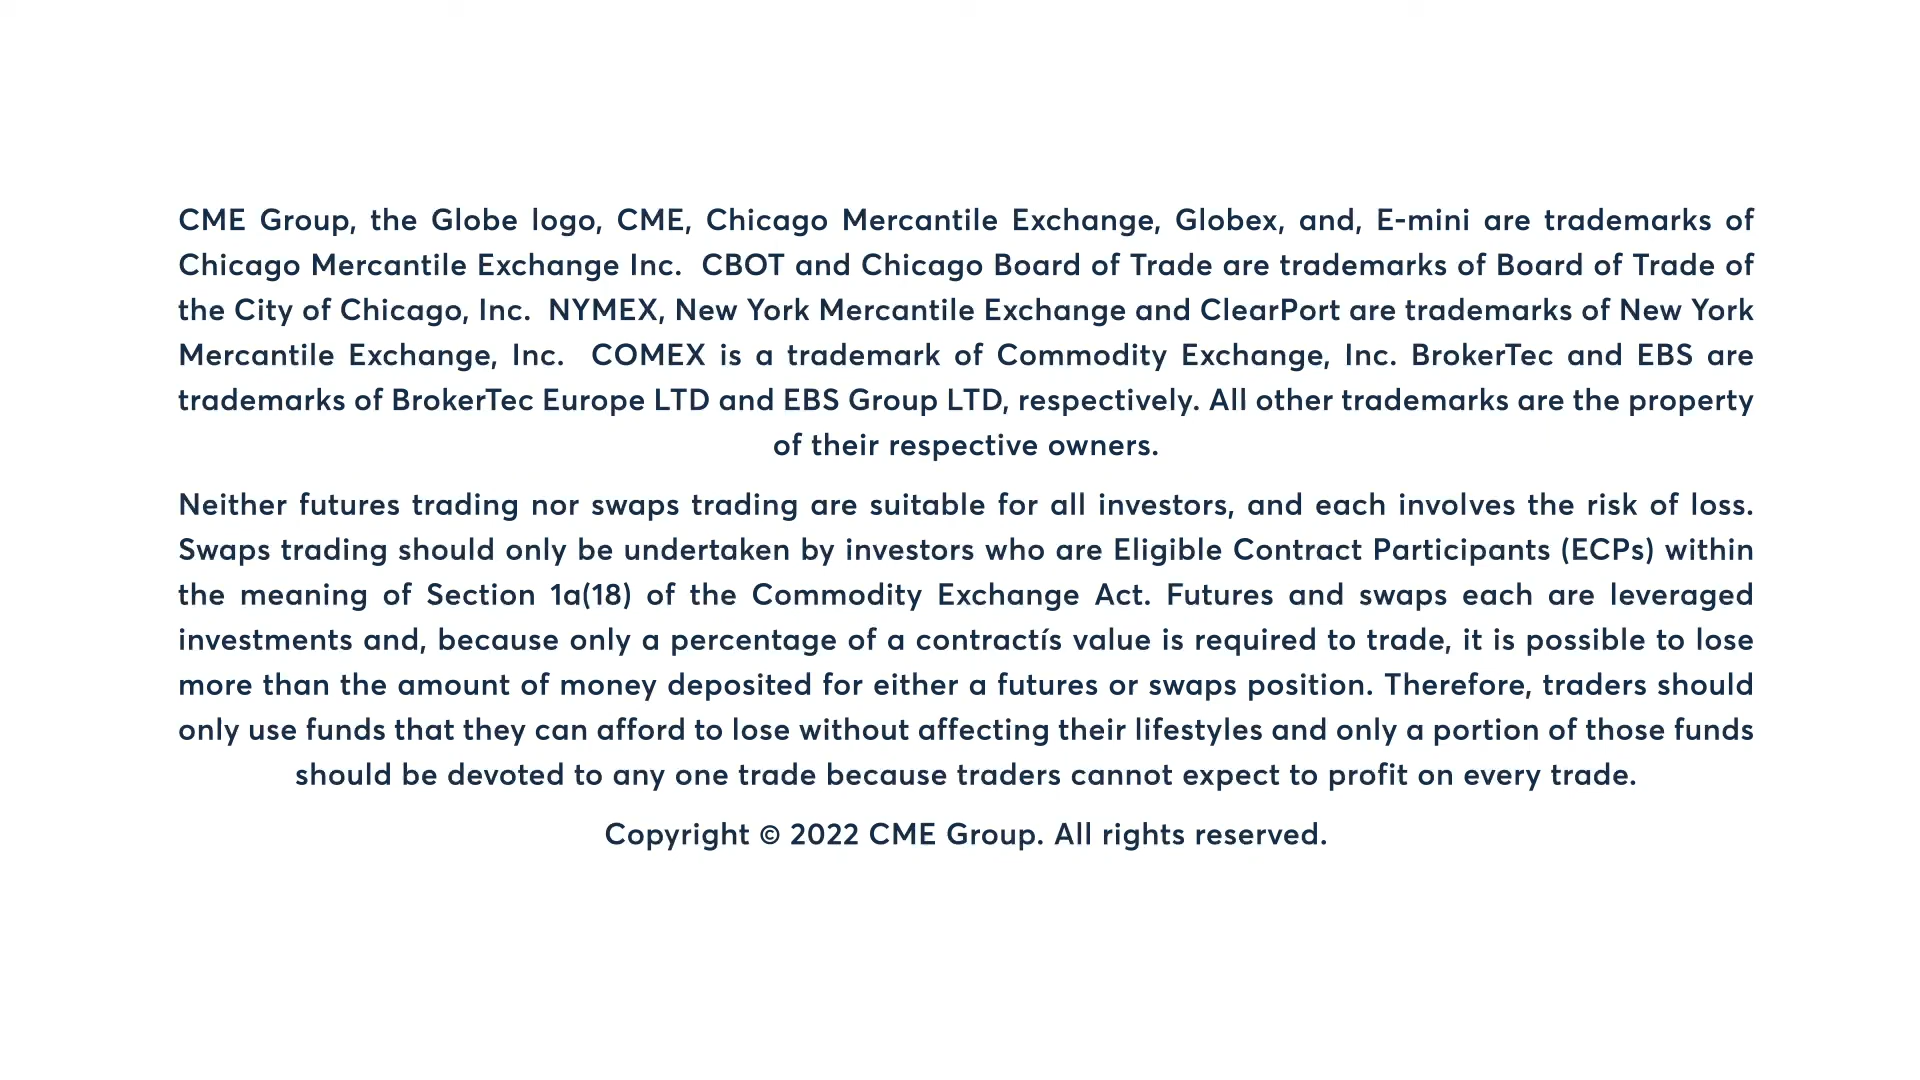 CME Group, the Globe logo, CME, Chicago Mercantile Exchange, Globex, and, E-mini are trademarks of
Chicago Mercantile Exchange Inc.  CBOT and Chicago Board of Trade are trademarks of Board of Trade of
the City of Chicago, Inc.  NYMEX, New York Mercantile Exchange and ClearPort are trademarks of New York
Mercantile Exchange, Inc.  COMEX is a trademark of Commodity Exchange, Inc. BrokerTec and EBS are
trademarks of BrokerTec Europe LTD and EBS Group LTD, respectively. All other trademarks are the property
of their respective owners.
Neither futures trading nor swaps trading are suitable for all investors, and each involves the risk of loss.
Swaps trading should only be undertaken by investors who are Eligible Contract Participants (ECPs) within
the meaning of Section 1a(18) of the Commodity Exchange Act. Futures and swaps each are leveraged
investments and, because only a percentage of a contractís value is required to trade, it is possible to lose
more than the amount of money deposited for either a futures or swaps position. Therefore, traders should
only use funds that they can afford to lose without affecting their lifestyles and only a portion of those funds
should be devoted to any one trade because traders cannot expect to profit on every trade.
Copyright © 2022 CME Group. All rights reserved.